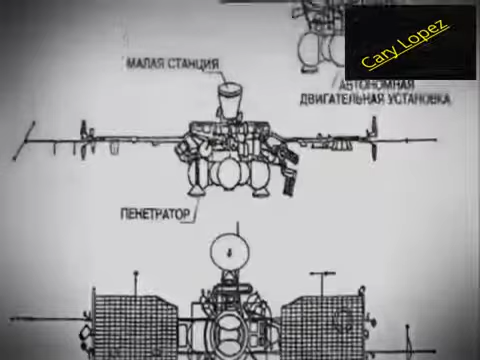 Cary Lopez
МАЛАЯ СТАНЦИЯ
АВТОНОМНАЯ
ДВИГАТЕЛЬНАЯ УСТАНОВКА
ПЕНЕТРАТОР